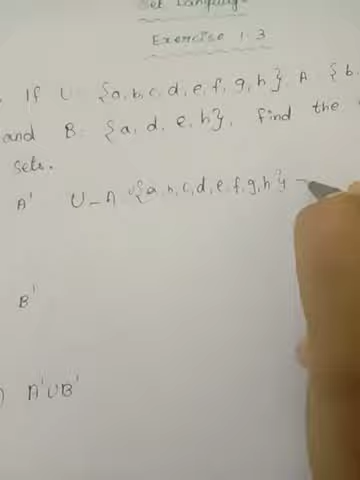 Set Language
Exercise 1.3
If U = {a, b, c, d, e, f, g, h}, A = {b,
and B = {a, d, e, h}, find the
sets.
A' U - A = {a, b, c, d, e, f, g, h} -
B'
) A'∪B'